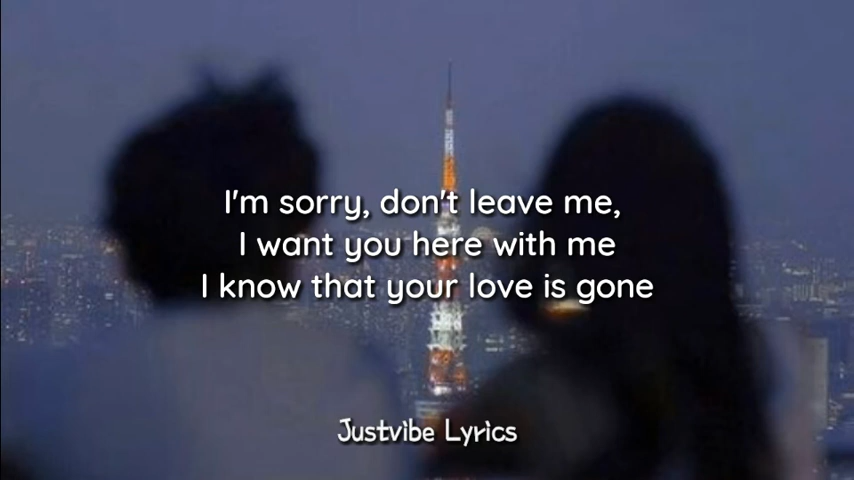 I'm sorry, don't leave me,
I want you here with me
I know that your love is gone
Justvibe Lyrics